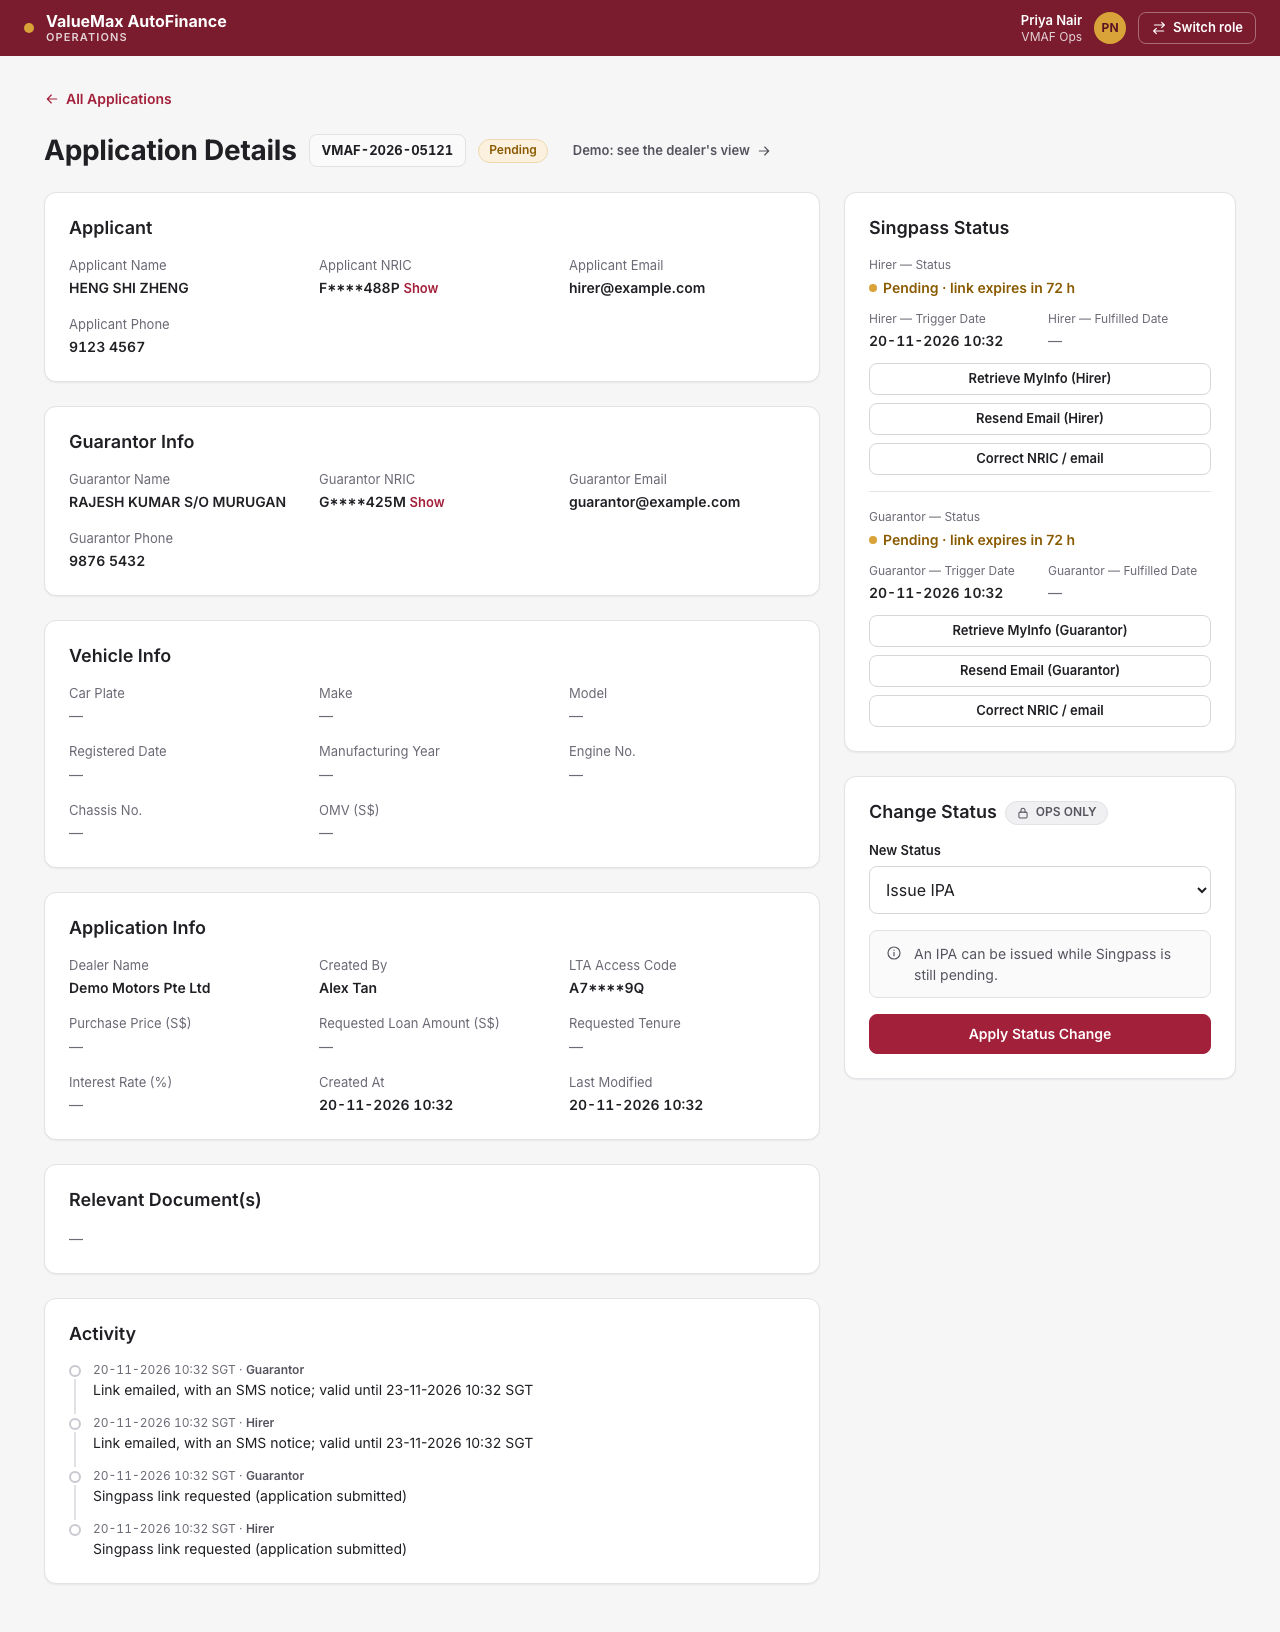 ValueMax AutoFinance
OPERATIONS
Priya Nair
VMAF Ops
PN
Switch role
← All Applications
Application Details
VMAF-2026-05121
Pending
Demo: see the dealer's view →
Applicant
Applicant Name
Applicant NRIC
Applicant Email
HENG SHI ZHENG
F****488P Show
hirer@example.com
Applicant Phone
9123 4567
Guarantor Info
Guarantor Name
Guarantor NRIC
Guarantor Email
RAJESH KUMAR S/O MURUGAN
G****425M Show
guarantor@example.com
Guarantor Phone
9876 5432
Vehicle Info
Car Plate
Make
Model
—
—
—
Registered Date
Manufacturing Year
Engine No.
—
—
—
Chassis No.
OMV (S$)
—
—
Application Info
Dealer Name
Created By
LTA Access Code
Demo Motors Pte Ltd
Alex Tan
A7****9Q
Purchase Price (S$)
Requested Loan Amount (S$)
Requested Tenure
—
—
—
Interest Rate (%)
Created At
Last Modified
—
20-11-2026 10:32
20-11-2026 10:32
Relevant Document(s)
—
Activity
20-11-2026 10:32 SGT · Guarantor
Link emailed, with an SMS notice; valid until 23-11-2026 10:32 SGT
20-11-2026 10:32 SGT · Hirer
Link emailed, with an SMS notice; valid until 23-11-2026 10:32 SGT
20-11-2026 10:32 SGT · Guarantor
Singpass link requested (application submitted)
20-11-2026 10:32 SGT · Hirer
Singpass link requested (application submitted)
Singpass Status
Hirer — Status
Pending · link expires in 72 h
Hirer — Trigger Date
Hirer — Fulfilled Date
20-11-2026 10:32
—
Retrieve MyInfo (Hirer)
Resend Email (Hirer)
Correct NRIC / email
Guarantor — Status
Pending · link expires in 72 h
Guarantor — Trigger Date
Guarantor — Fulfilled Date
20-11-2026 10:32
—
Retrieve MyInfo (Guarantor)
Resend Email (Guarantor)
Correct NRIC / email
Change Status
OPS ONLY
New Status
Issue IPA
An IPA can be issued while Singpass is
still pending.
Apply Status Change